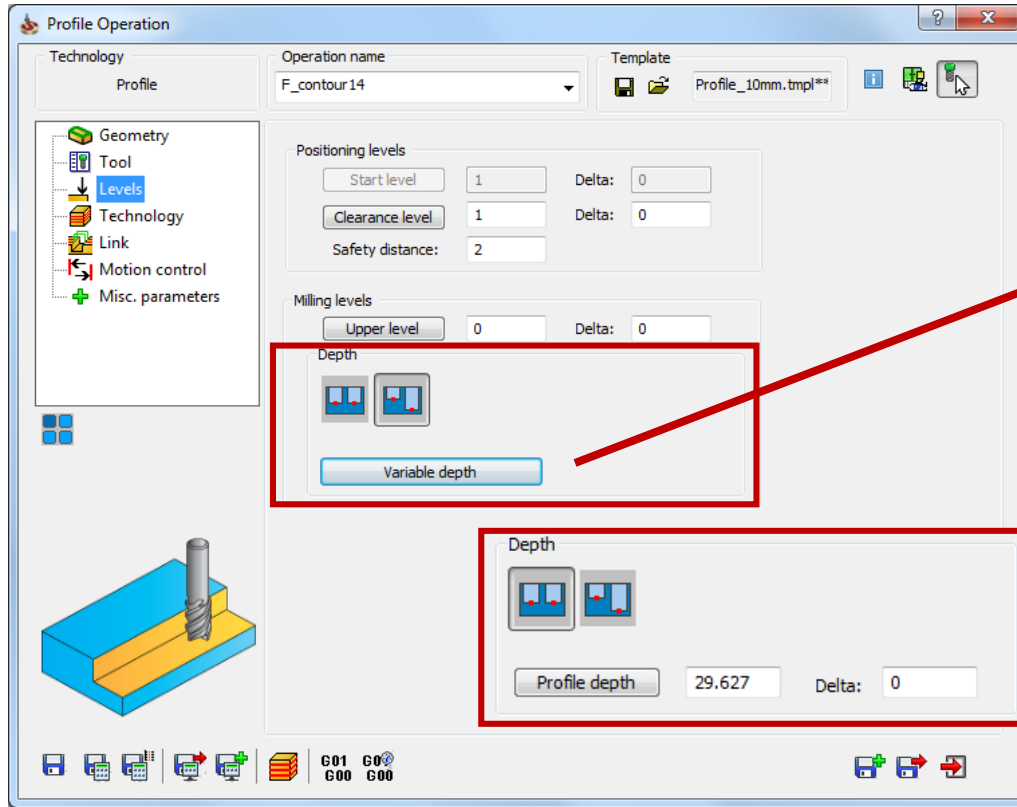 Profile Operation
Technology
Profile
Operation name
F_contour14
Template
Profile_10mm.tmpl**
Geometry
Tool
Levels
Technology
Link
Motion control
Misc. parameters
Positioning levels
Start level 1 Delta: 0
Clearance level 1 Delta: 0
Safety distance: 2
Milling levels
Upper level 0 Delta: 0
Depth
Variable depth
Depth
Profile depth 29.627 Delta: 0
G01 G00
G00 G00